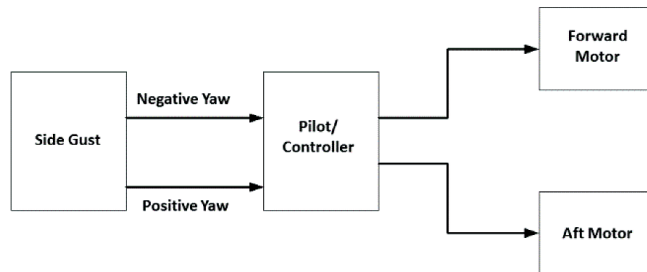 Forward
Motor
Negative Yaw
Side Gust
Pilot/
Controller
Positive Yaw
Aft Motor